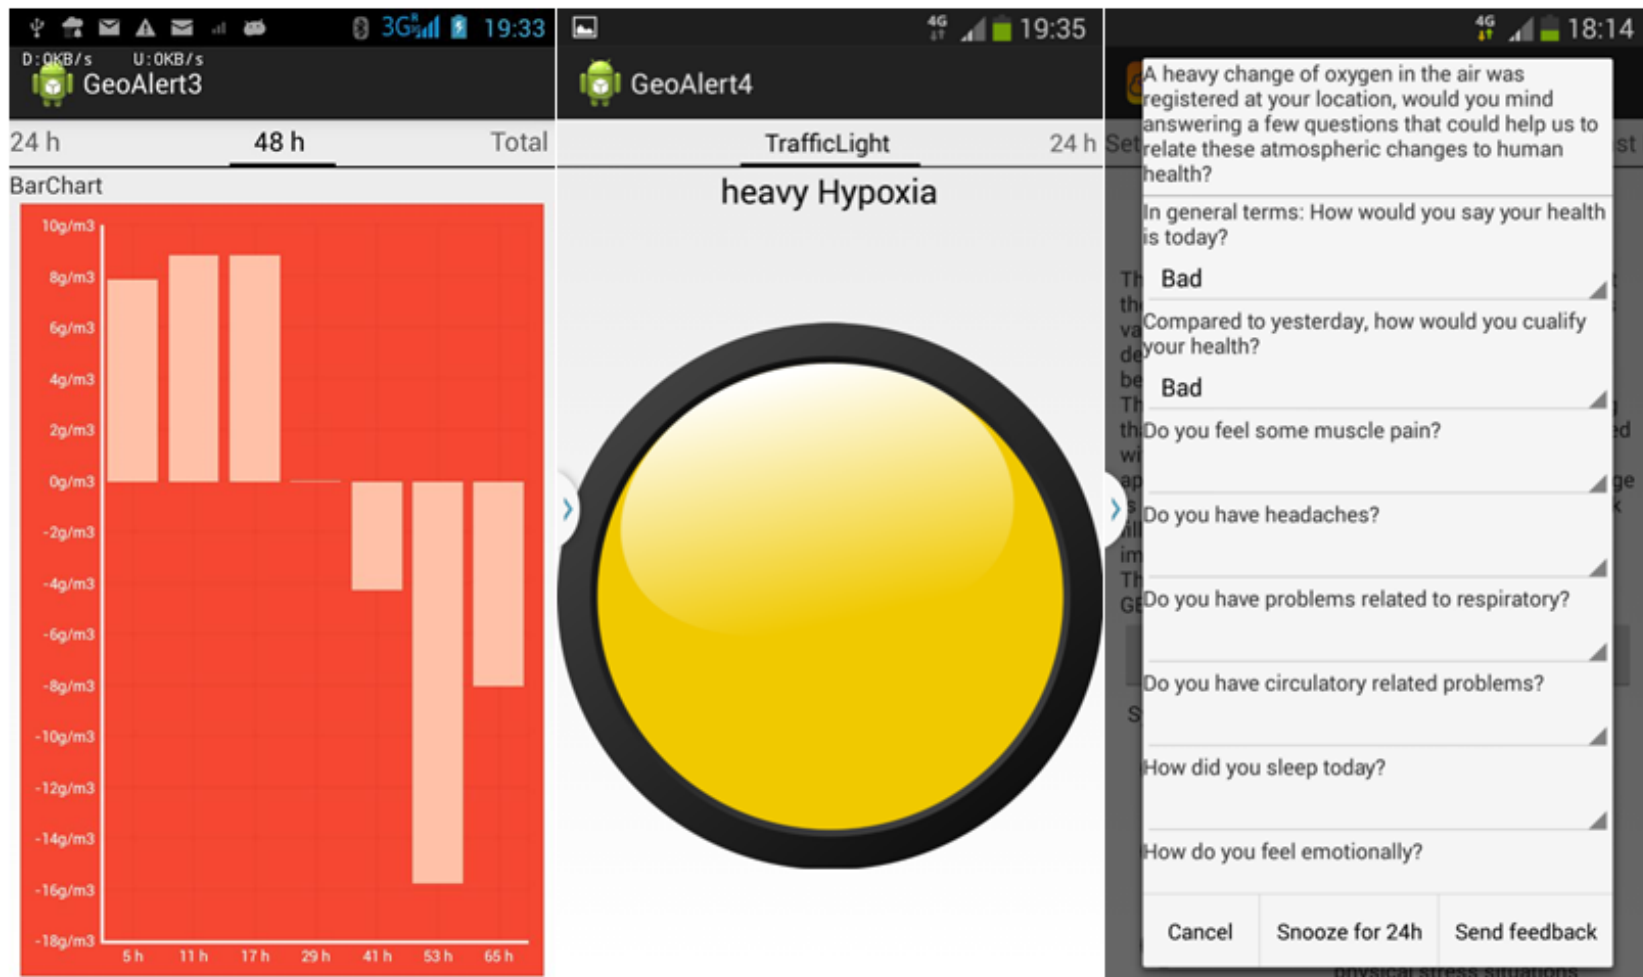 3G 19:33
D:0KB/s U:0KB/s
GeoAlert3
24 h 48 h Total
BarChart
10g/m3
8g/m3
6g/m3
4g/m3
2g/m3
0g/m3
-2g/m3
-4g/m3
-6g/m3
-8g/m3
-10g/m3
-12g/m3
-14g/m3
-16g/m3
-18g/m3
5 h 11 h 17 h 29 h 41 h 53 h 65 h
4G 19:35
GeoAlert4
TrafficLight 24 h
heavy Hypoxia
4G 18:14
A heavy change of oxygen in the air was
registered at your location, would you mind
answering a few questions that could help us to
relate these atmospheric changes to human
health?
In general terms: How would you say your health
is today?
Bad
Compared to yesterday, how would you cualify
your health?
Bad
Do you feel some muscle pain?
Do you have headaches?
Do you have problems related to respiratory?
Do you have circulatory related problems?
How did you sleep today?
How do you feel emotionally?
Cancel Snooze for 24h Send feedback
physical stress situations